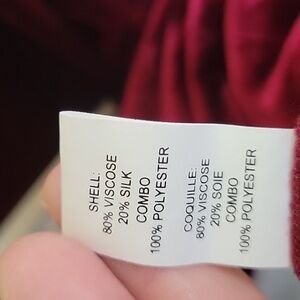 SHELL:
80% VISCOSE
20% SILK
COMBO
100% POLYESTER
COQUILLE:
80% VISCOSE
20% SOIE
COMBO
100% POLYESTER